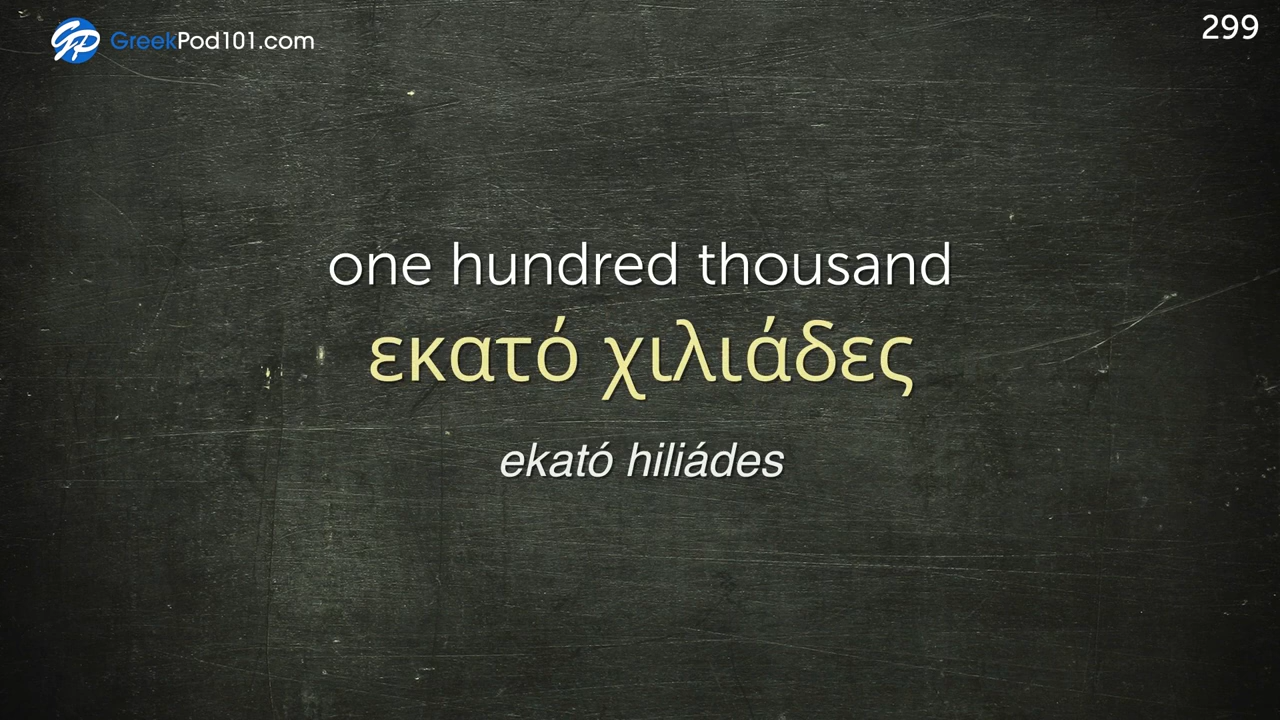 GreekPod101.com
299
one hundred thousand
εκατό χιλιάδες
ekató hiliádes